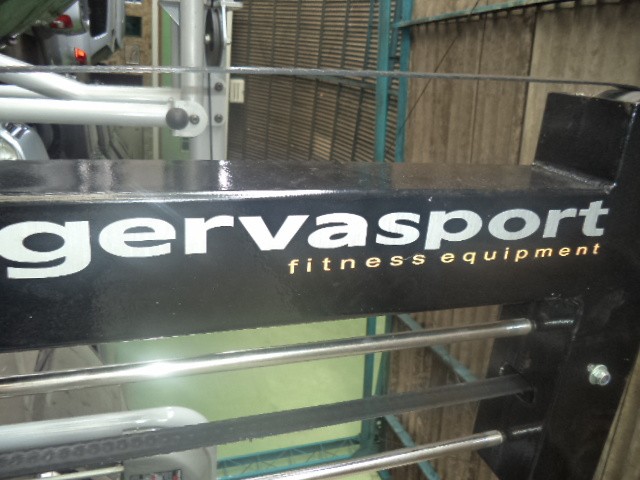 gervasport
fitness equipment